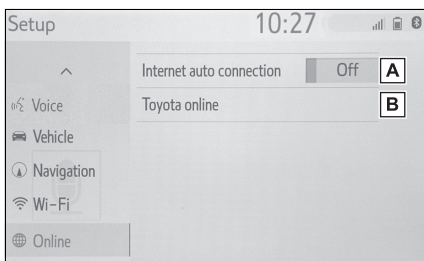 Setup
10:27
Internet auto connection Off A
Toyota online B
Voice
Vehicle
Navigation
Wi-Fi
Online